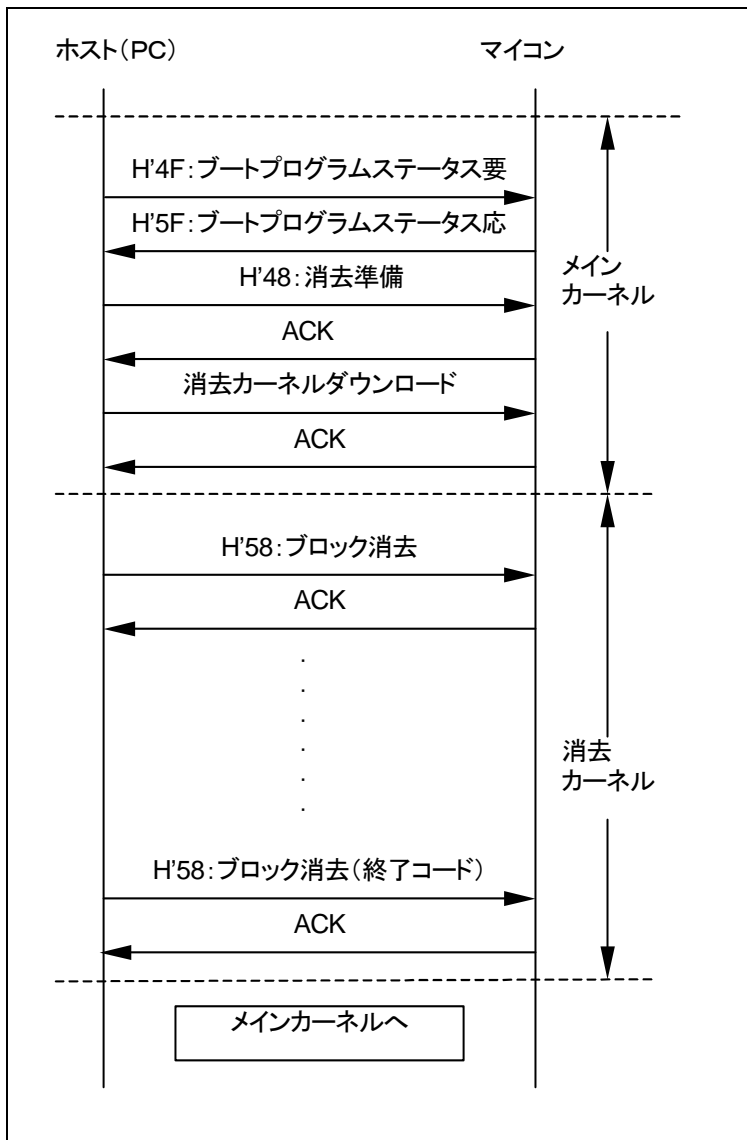 ホスト(PC)
マイコン
H'4F:ブートプログラムステータス要
H'5F:ブートプログラムステータス応
H'48:消去準備
ACK
消去カーネルダウンロード
ACK
メイン
カーネル
H'58:ブロック消去
ACK
.
.
.
.
.
.
消去
カーネル
H'58:ブロック消去(終了コード)
ACK
メインカーネルへ